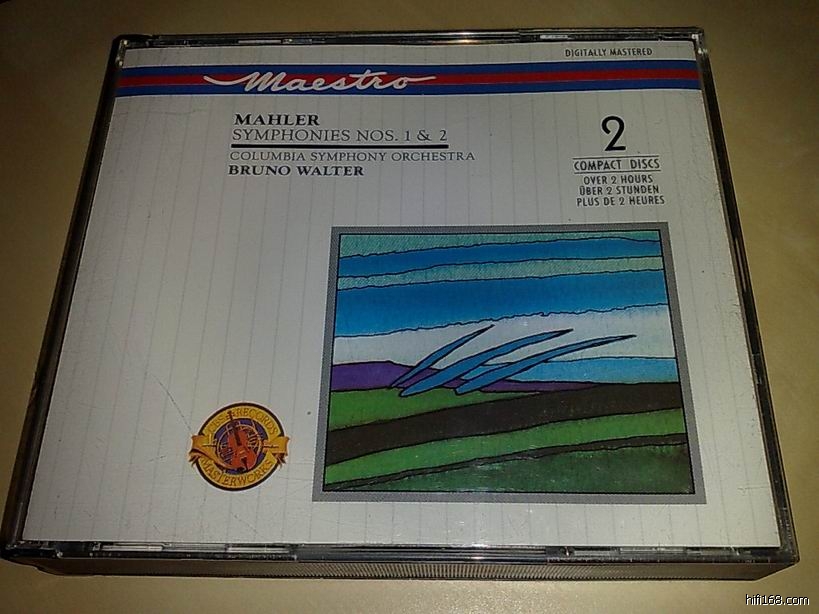 DIGITALLY MASTERED
Maestro
MAHLER
SYMPHONIES NOS. 1 & 2
COLUMBIA SYMPHONY ORCHESTRA
BRUNO WALTER
2
COMPACT DISCS
OVER 2 HOURS
ÜBER 2 STUNDEN
PLUS DE 2 HEURES
CBS RECORDS
MASTERWORKS
hifi168.com